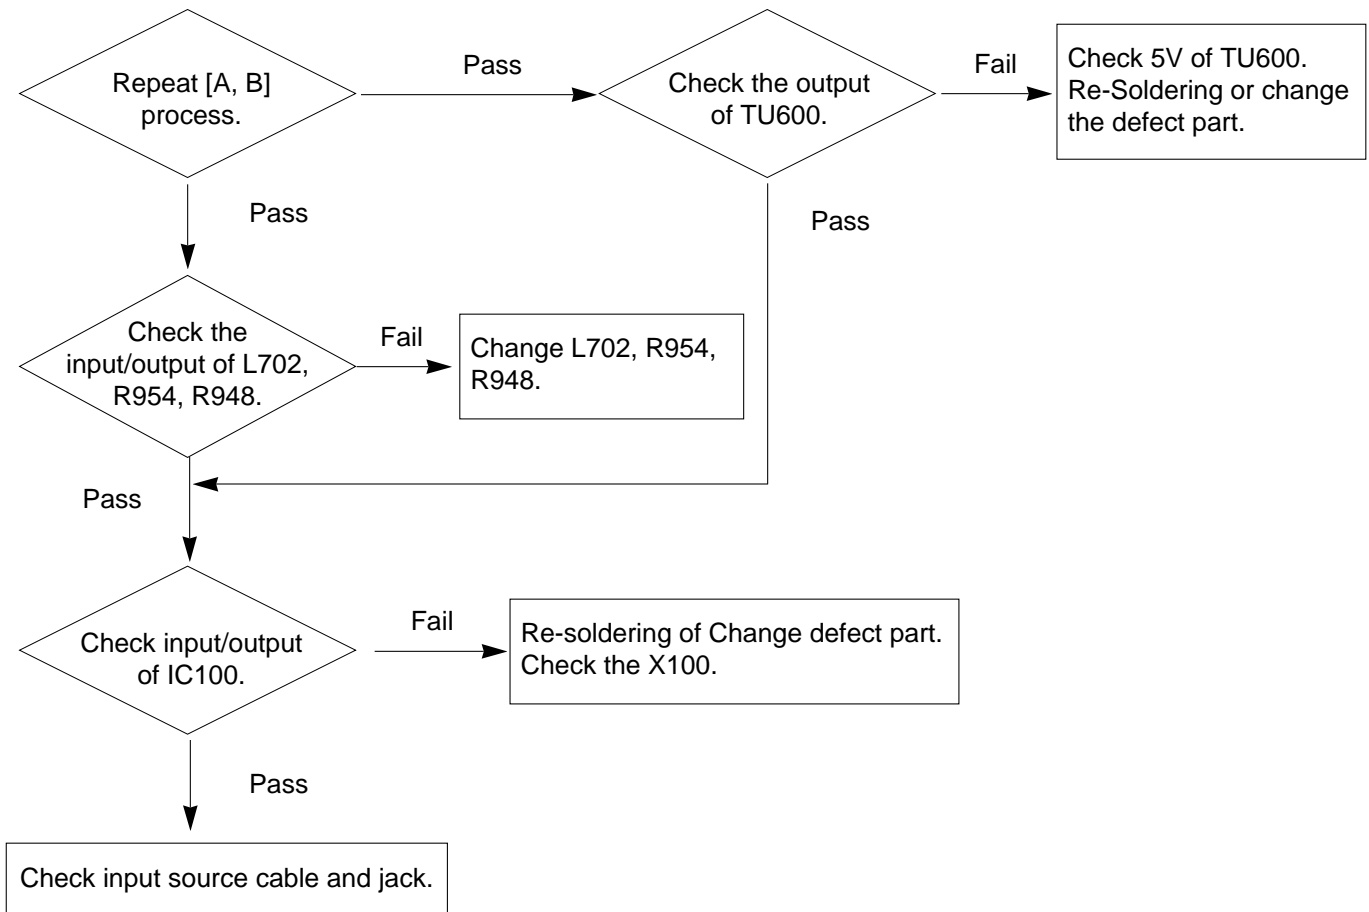 Repeat [A, B]
process.
Pass
Check the output
of TU600.
Fail
Check 5V of TU600.
Re-Soldering or change
the defect part.
Pass
Pass
Check the
input/output of L702,
R954, R948.
Fail
Change L702, R954,
R948.
Pass
Check input/output
of IC100.
Fail
Re-soldering of Change defect part.
Check the X100.
Pass
Check input source cable and jack.